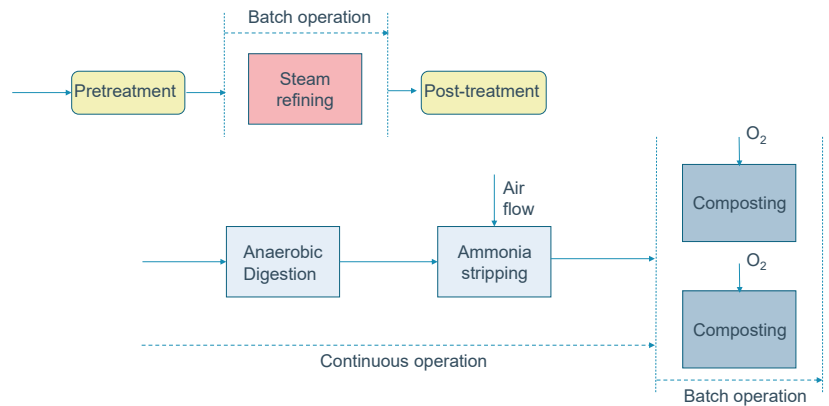 Batch operation
Pretreatment
Steam
refining
Post-treatment
O2
Composting
Air
flow
Anaerobic
Digestion
Ammonia
stripping
O2
Composting
Continuous operation
Batch operation